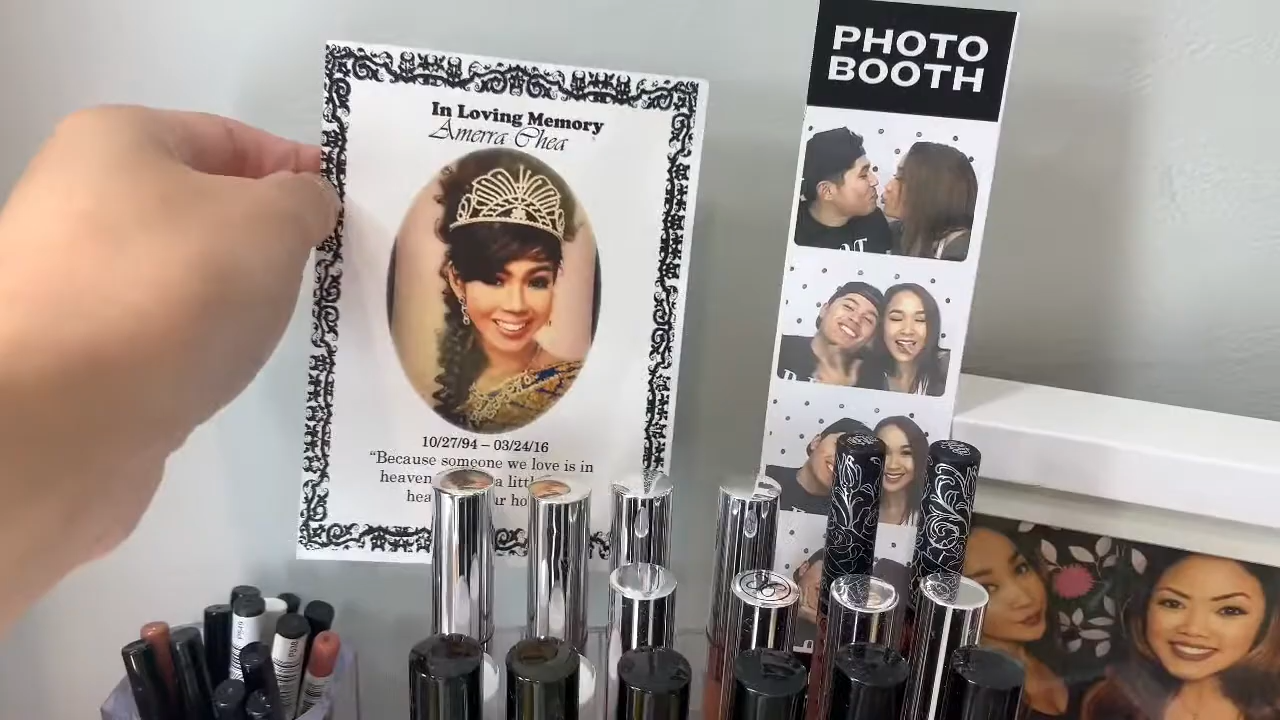 PHOTO
BOOTH
In Loving Memory
Amerra Chea
10/27/94 – 03/24/16
"Because someone we love is in
heaven